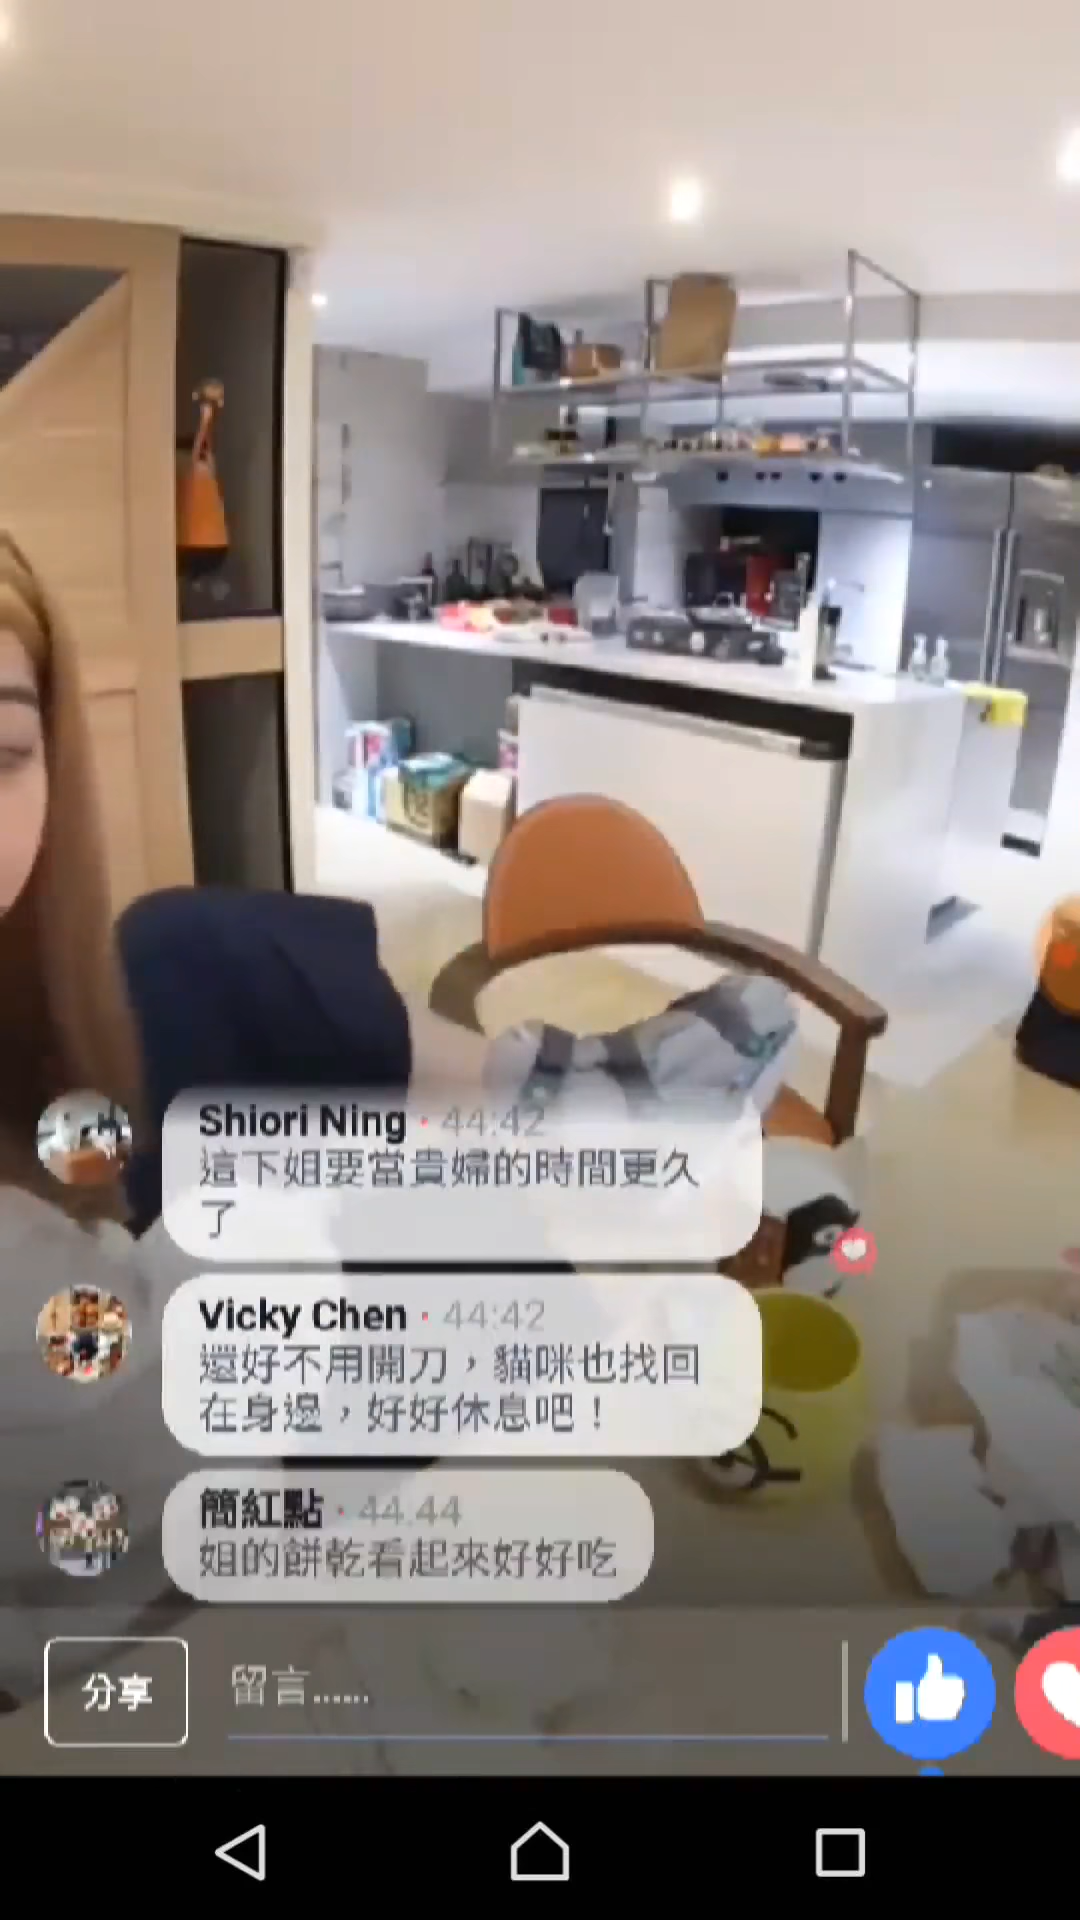 Shiori Ning · 44:42
這下姐要當貴婦的時間更久
了
Vicky Chen · 44:42
還好不用開刀，貓咪也找回
在身邊，好好休息吧！
簡紅點 · 44:44
姐的餅乾看起來好好吃
分享
留言......